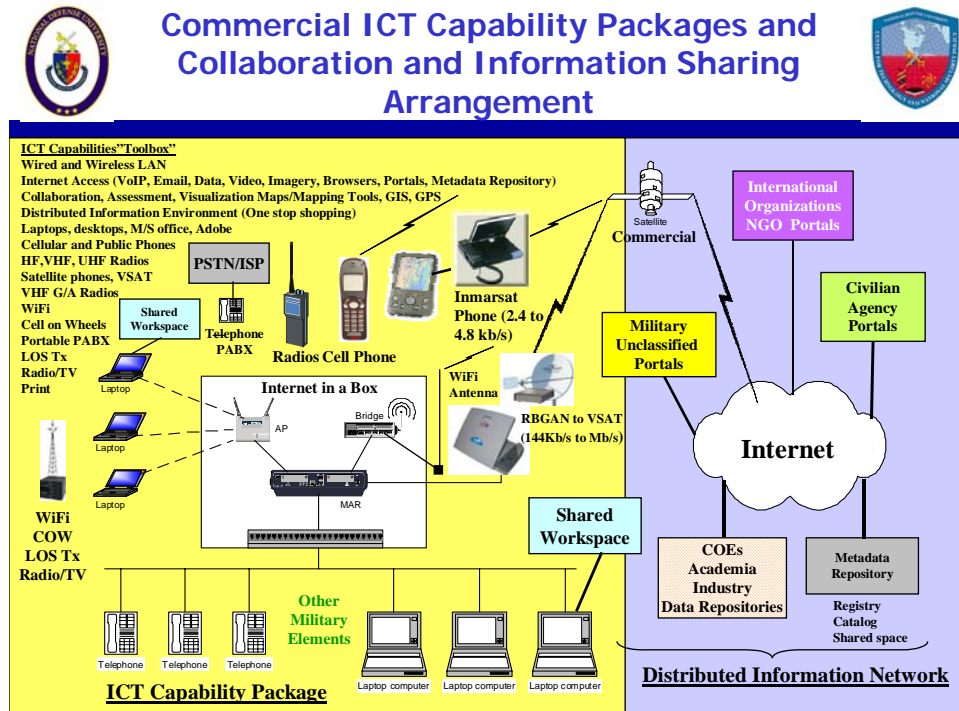 Commercial ICT Capability Packages and
Collaboration and Information Sharing
Arrangement
ICT Capabilities"Toolbox"
Wired and Wireless LAN
Internet Access (VoIP, Email, Data, Video, Imagery, Browsers, Portals, Metadata Repository)
Collaboration, Assessment, Visualization Maps/Mapping Tools, GIS, GPS
Distributed Information Environment (One stop shopping)
Laptops, desktops, M/S office, Adobe
Cellular and Public Phones
HF,VHF, UHF Radios
Satellite phones, VSAT
VHF G/A Radios
WiFi
Cell on Wheels
Portable PABX
LOS Tx
Radio/TV
Print
PSTN/ISP
Shared
Workspace
Telephone
PABX
Radios Cell Phone
Inmarsat
Phone (2.4 to
4.8 kb/s)
Satellite
Commercial
Laptop
Laptop
Laptop
Internet in a Box
AP
Bridge
MAR
WiFi
Antenna
RBGAN to VSAT
(144Kb/s to Mb/s)
WiFi
COW
LOS Tx
Radio/TV
Shared
Workspace
Other
Military
Elements
Telephone
Telephone
Telephone
Laptop computer
Laptop computer
Laptop computer
ICT Capability Package
International
Organizations
NGO Portals
Civilian
Agency
Portals
Military
Unclassified
Portals
Internet
COEs
Academia
Industry
Data Repositories
Metadata
Repository
Registry
Catalog
Shared space
Distributed Information Network
NATIONAL DEFENSE UNIVERSITY